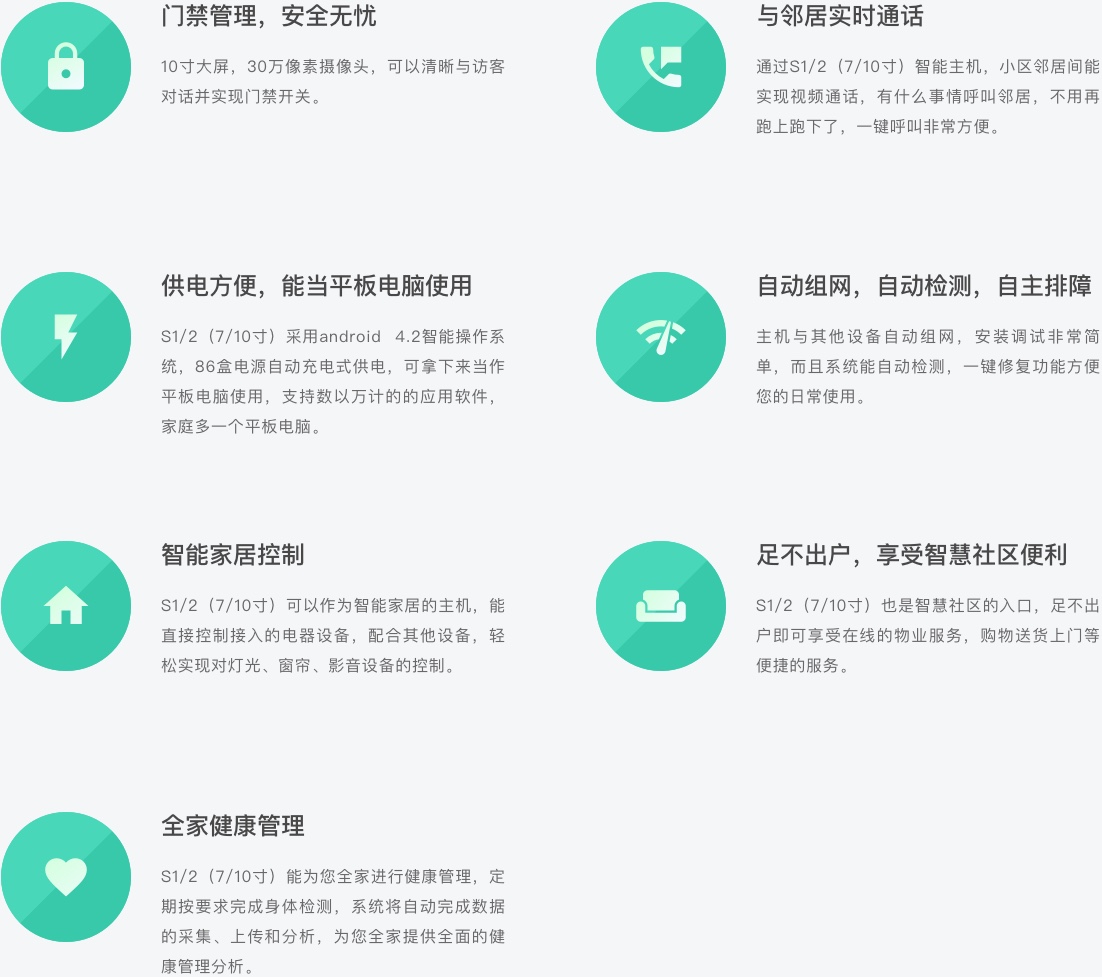 门禁管理，安全无忧
10寸大屏，30万像素摄像头，可以清晰与访客
对话并实现门禁开关。
与邻居实时通话
通过S1/2（7/10寸）智能主机，小区邻居间能
实现视频通话，有什么事情呼叫邻居，不用再
跑上跑下了，一键呼叫非常方便。
供电方便，能当平板电脑使用
S1/2（7/10寸）采用android 4.2智能操作系
统，86盒电源自动充电式供电，可拿下来当作
平板电脑使用，支持数以万计的的应用软件，
家庭多一个平板电脑。
自动组网，自动检测，自主排障
主机与其他设备自动组网，安装调试非常简
单，而且系统能自动检测，一键修复功能方便
您的日常使用。
智能家居控制
S1/2（7/10寸）可以作为智能家居的主机，能
直接控制接入的电器设备，配合其他设备，轻
松实现对灯光、窗帘、影音设备的控制。
足不出户，享受智慧社区便利
S1/2（7/10寸）也是智慧社区的入口，足不出
户即可享受在线的物业服务，购物送货上门等
便捷的服务。
全家健康管理
S1/2（7/10寸）能为您全家进行健康管理，定
期按要求完成身体检测，系统将自动完成数据
的采集、上传和分析，为您全家提供全面的健
康管理分析。